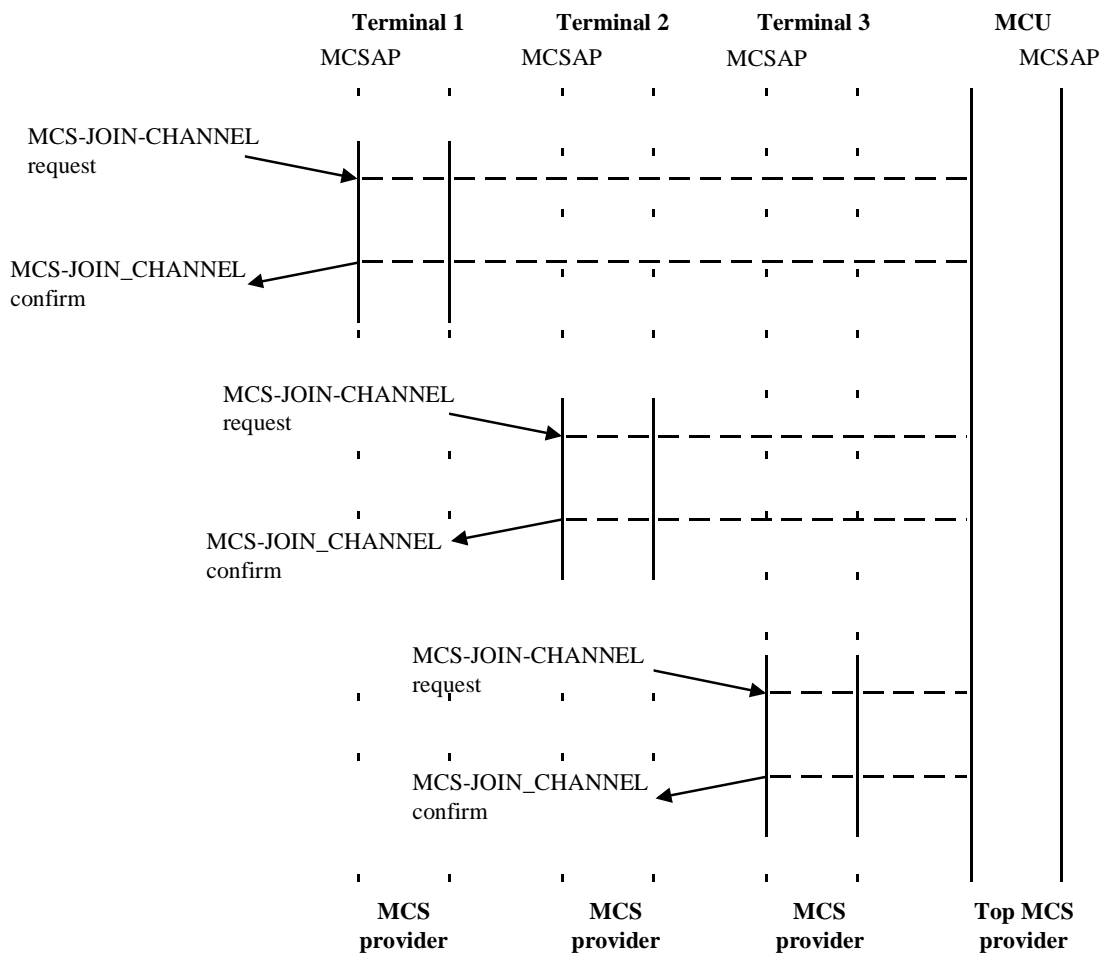 Terminal 1 Terminal 2 Terminal 3 MCU
MCSAP MCSAP MCSAP MCSAP
MCS-JOIN-CHANNEL
request
MCS-JOIN_CHANNEL
confirm
MCS-JOIN-CHANNEL
request
MCS-JOIN_CHANNEL
confirm
MCS-JOIN-CHANNEL
request
MCS-JOIN_CHANNEL
confirm
MCS MCS MCS Top MCS
provider provider provider provider